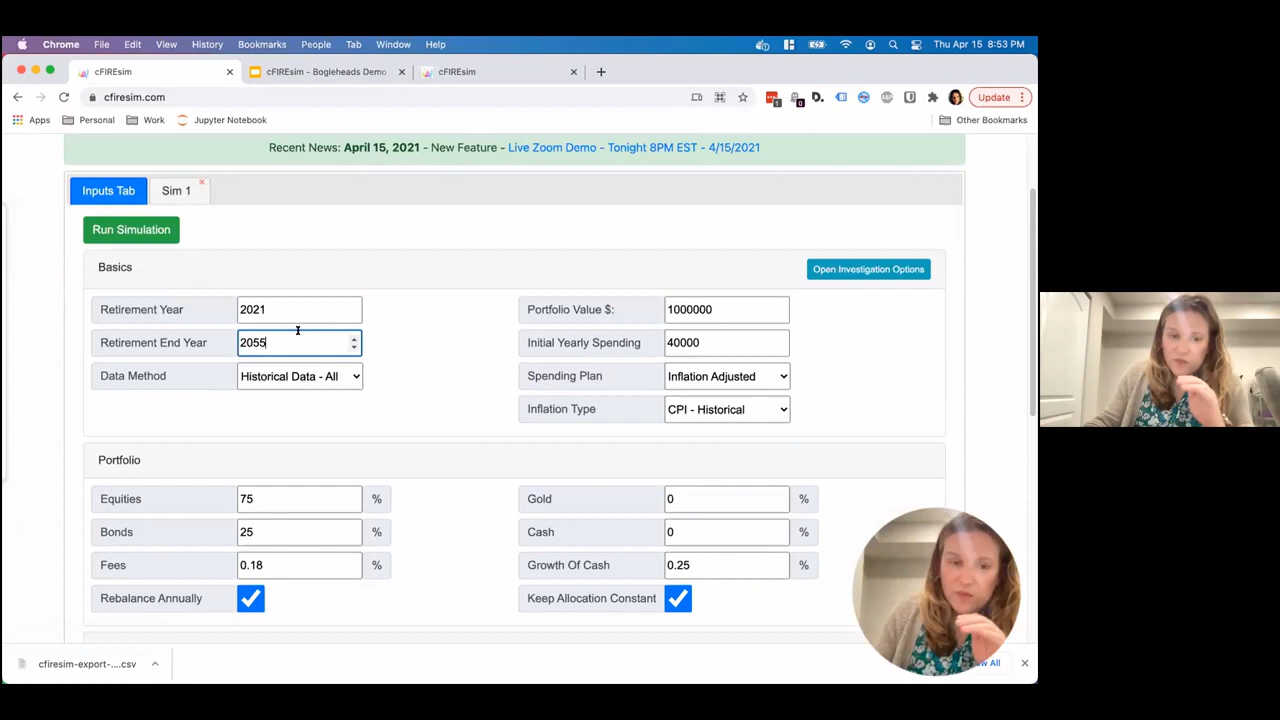 Chrome File Edit View History Bookmarks People Tab Window Help Thu Apr 15 8:53 PM
cFIREsim cFIREsim - Bogleheads Demo cFIREsim
cfiresim.com Update
Apps Personal Work Jupyter Notebook Other Bookmarks
Recent News: April 15, 2021 - New Feature - Live Zoom Demo - Tonight 8PM EST - 4/15/2021
Inputs Tab Sim 1
Run Simulation
Basics Open Investigation Options
Retirement Year 2021 Portfolio Value $: 1000000
Retirement End Year 2055 Initial Yearly Spending 40000
Data Method Historical Data - All Spending Plan Inflation Adjusted
Inflation Type CPI - Historical
Portfolio
Equities 75 % Gold 0 %
Bonds 25 % Cash 0 %
Fees 0.18 % Growth Of Cash 0.25 %
Rebalance Annually Keep Allocation Constant
cfiresim-export-....csv All